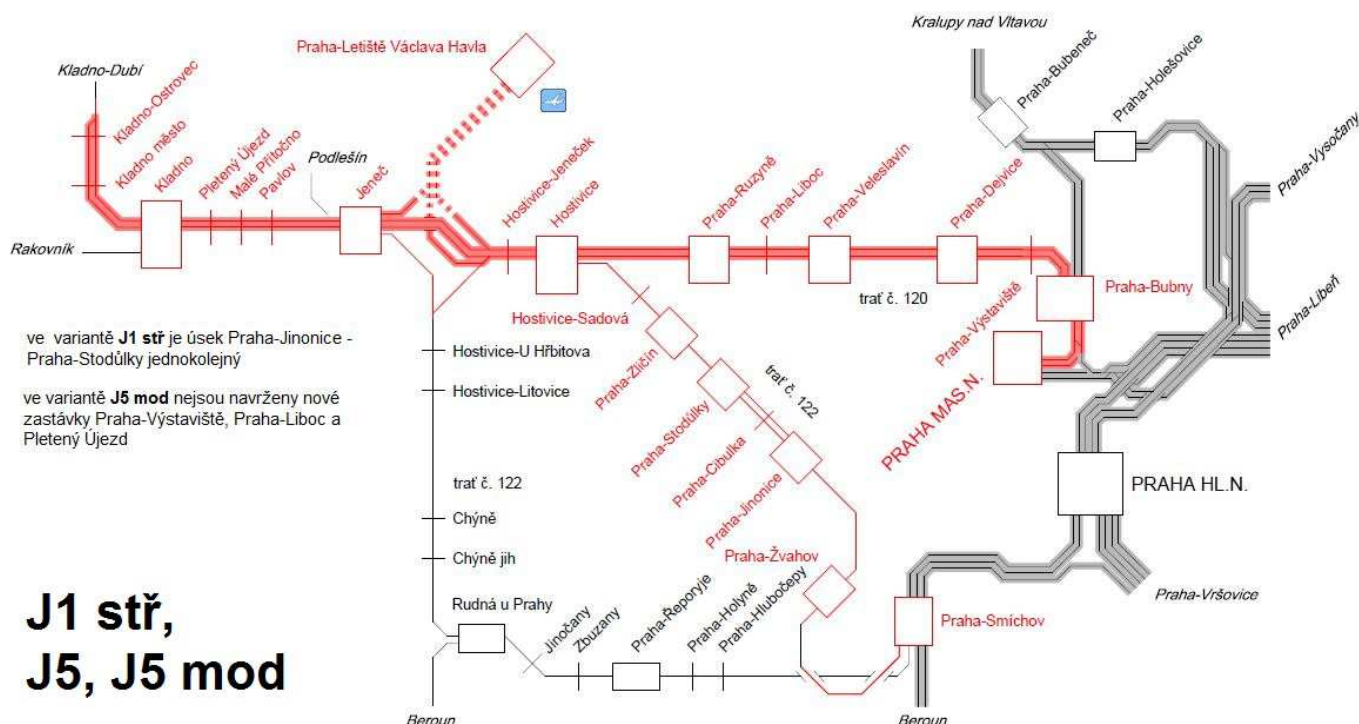 Kralupy nad Vltavou
Praha-Letiště Václava Havla
Praha-Bubeneč
Praha-Holešovice
Kladno-Dubí
Kladno-Ostrovec
Kladno město
Kladno
Pletený Újezd
Malé Přítočno
Pavlov
Podlešín
Jeneč
Hostivice-Jeneček
Hostivice
Praha-Ruzyně
Praha-Liboc
Praha-Veleslavín
Praha-Dejvice
Praha-Vysočany
Rakovník
Praha-Bubny
trať č. 120
Praha-Libeň
Hostivice-Sadová
Praha-Výstaviště
ve variantě J1 stř je úsek Praha-Jinonice -
Praha-Stodůlky jednokolejný
Hostivice-U Hřbitova
Praha-Zličín
PRAHA MAS.N.
Hostivice-Litovice
trať č. 122
ve variantě J5 mod nejsou navrženy nové
zastávky Praha-Výstaviště, Praha-Liboc a
Pletený Újezd
Praha-Stodůlky
Praha-Cibulka
Praha-Jinonice
trať č. 122
PRAHA HL.N.
Chýně
Chýně jih
Praha-Žvahov
Rudná u Prahy
Jinočany
Zbuzany
Praha-Řeporyje
Praha-Holyně
Praha-Hlubočepy
Praha-Smíchov
Praha-Vršovice
J1 stř,
J5, J5 mod
Beroun
Beroun